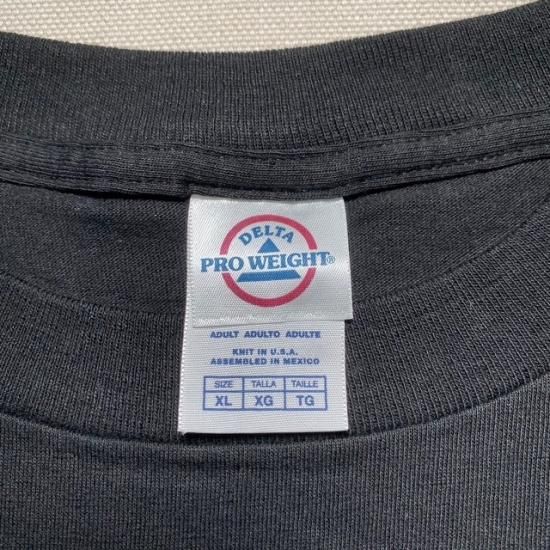 DELTA
PRO WEIGHT®
ADULT ADULTO ADULTE
KNIT IN U.S.A.
ASSEMBLED IN MEXICO
SIZE TALLA TAILLE
XL XG TG